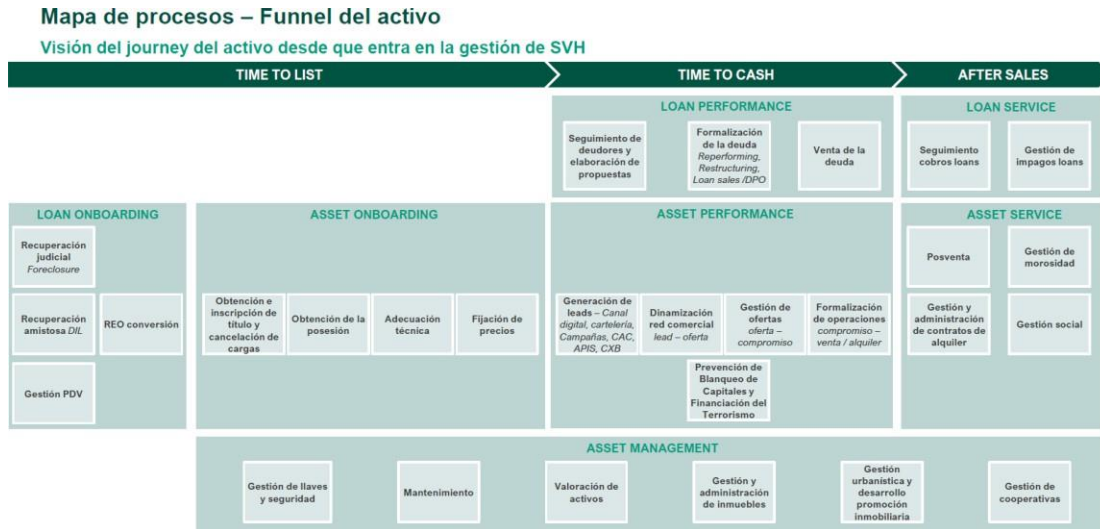 Mapa de procesos – Funnel del activo
Visión del journey del activo desde que entra en la gestión de SVH
TIME TO LIST
TIME TO CASH
AFTER SALES
LOAN PERFORMANCE
Seguimiento de
deudores y
elaboración de
propuestas
Formalización
de la deuda
Reperforming,
Restructuring,
Loan sales /DPO
Venta de la
deuda
LOAN SERVICE
Seguimiento
cobros loans
Gestión de
impagos loans
LOAN ONBOARDING
Recuperación
judicial
Foreclosure
Recuperación
amistosa DIL
REO conversión
Gestión PDV
ASSET ONBOARDING
Obtención e
inscripción de
título y
cancelación de
cargas
Obtención de la
posesión
Adecuación
técnica
Fijación de
precios
ASSET PERFORMANCE
Generación de
leads – Canal
digital, cartelería,
Campañas, CAC,
APIS, CXB
Dinamización
red comercial
lead – oferta
Gestión de
ofertas
oferta –
compromiso
Formalización
de operaciones
compromiso –
venta / alquiler
Prevención de
Blanqueo de
Capitales y
Financiación del
Terrorismo
ASSET SERVICE
Posventa
Gestión de
morosidad
Gestión y
administración
de contratos de
alquiler
Gestión social
ASSET MANAGEMENT
Gestión de llaves
y seguridad
Mantenimiento
Valoración de
activos
Gestión y
administración
de inmuebles
Gestión
urbanística y
desarrollo
promoción
inmobiliaria
Gestión de
cooperativas